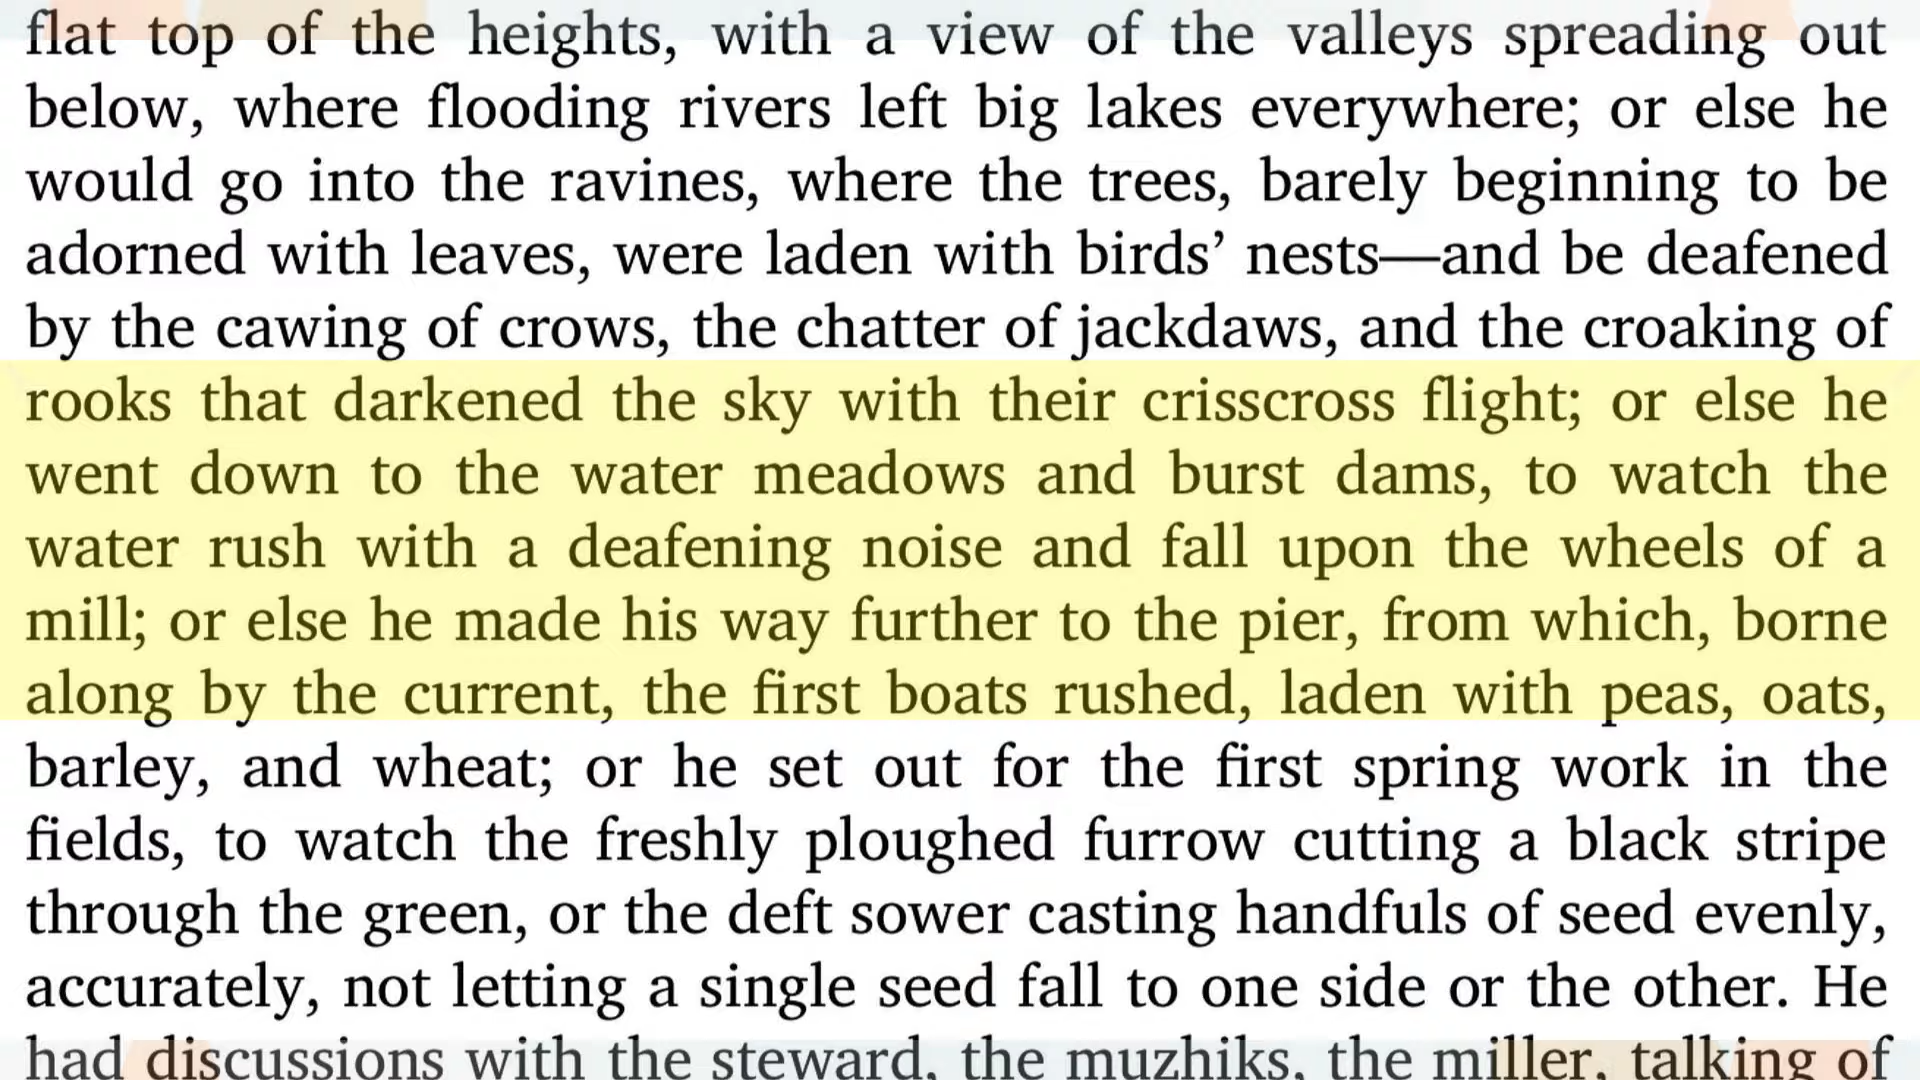 flat top of the heights, with a view of the valleys spreading out
below, where flooding rivers left big lakes everywhere; or else he
would go into the ravines, where the trees, barely beginning to be
adorned with leaves, were laden with birds’ nests—and be deafened
by the cawing of crows, the chatter of jackdaws, and the croaking of
rooks that darkened the sky with their crisscross flight; or else he
went down to the water meadows and burst dams, to watch the
water rush with a deafening noise and fall upon the wheels of a
mill; or else he made his way further to the pier, from which, borne
along by the current, the first boats rushed, laden with peas, oats,
barley, and wheat; or he set out for the first spring work in the
fields, to watch the freshly ploughed furrow cutting a black stripe
through the green, or the deft sower casting handfuls of seed evenly,
accurately, not letting a single seed fall to one side or the other. He
had discussions with the steward, the muzhiks, the miller, talking of